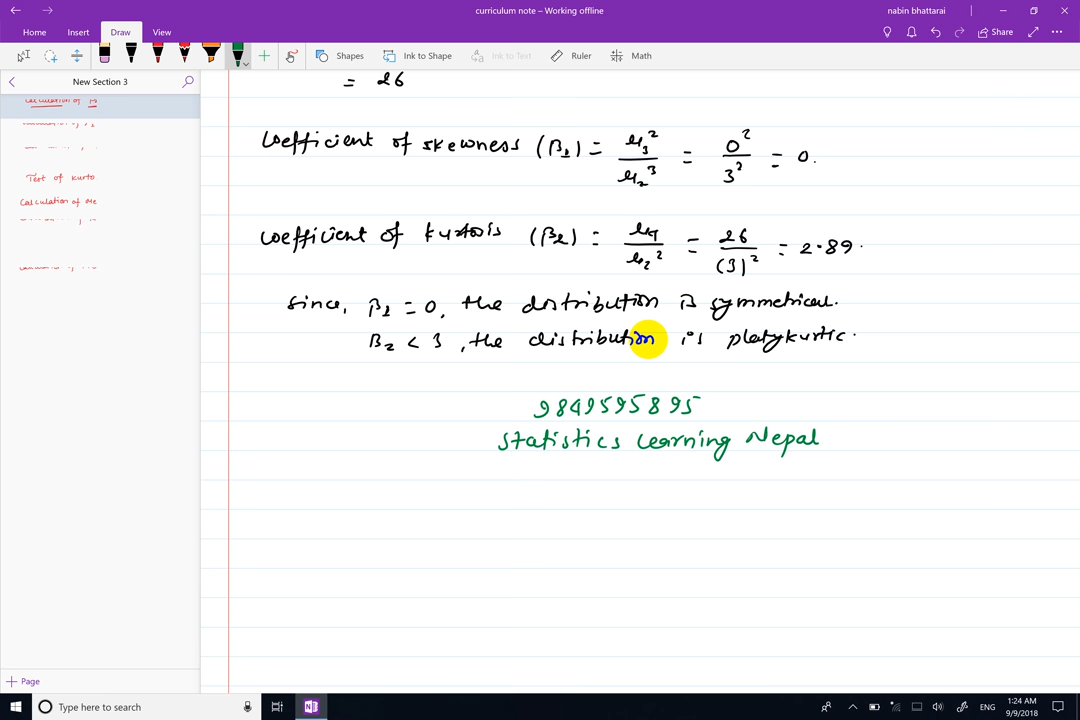 curriculum note – Working offline
nabin bhattarai
Home Insert Draw View
Share
Shapes Ink to Shape Ink to Text Ruler Math
New Section 3
Calculation of
Test of Kurto
Calculation of Me
= 26
Coefficient of skewness (β₁) = μ₃²/μ₂³ = 0²/3³ = 0.
Coefficient of kurtosis (β₂) = μ₄/μ₂² = 26/(3)² = 2.89.
Since, β₁ = 0, the distribution is symmetrical.
β₂ < 3, the distribution is platykurtic.
9849595895
Statistics Learning Nepal
+ Page
Type here to search
ENG
1:24 AM
9/9/2018